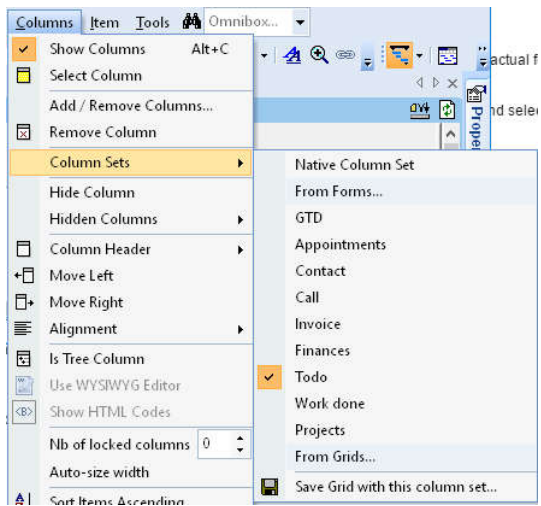 Columns Item Tools Omnibox...
Show Columns Alt+C
actual f
Select Column
Add / Remove Columns...
nd selec
Remove Column
Proper
Column Sets
Native Column Set
From Forms...
Hide Column
GTD
Hidden Columns
Appointments
Column Header
Contact
Move Left
Call
Move Right
Invoice
Alignment
Finances
Is Tree Column
Todo
Use WYSIWYG Editor
Work done
<B> Show HTML Codes
Projects
Nb of locked columns 0
From Grids...
Auto-size width
Save Grid with this column set...
Sort Items Ascending